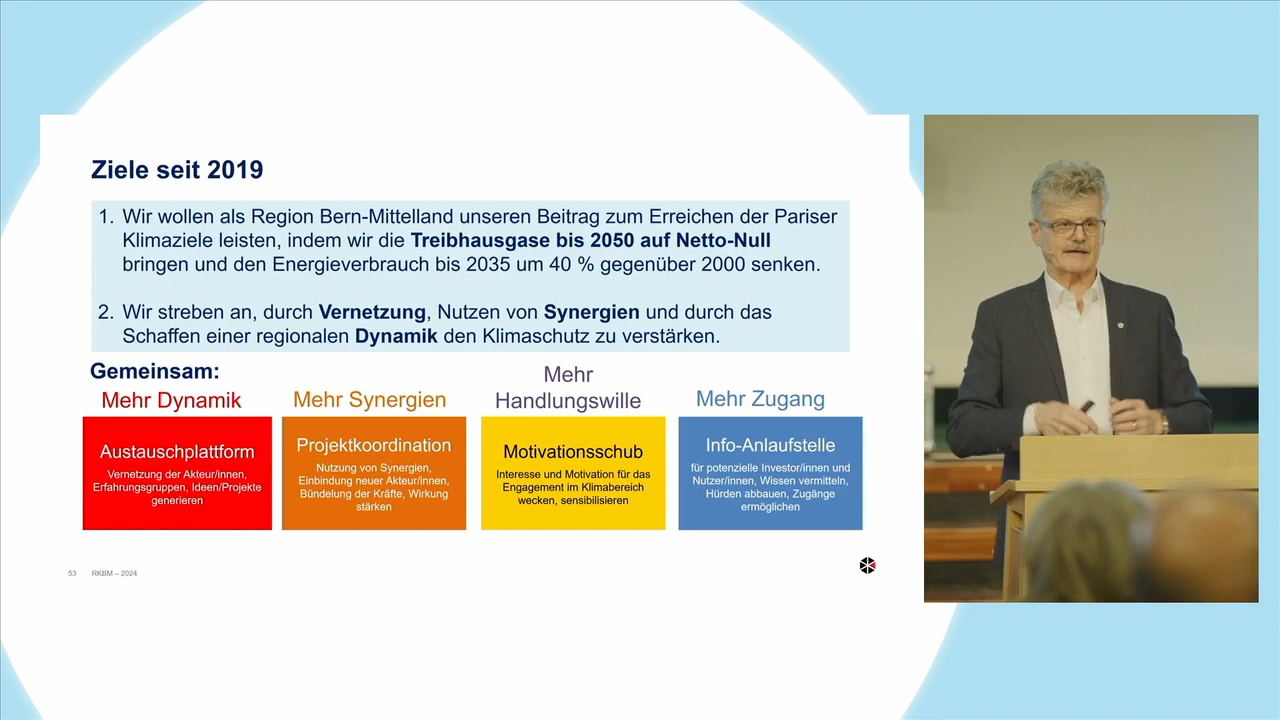 Ziele seit 2019
1. Wir wollen als Region Bern-Mittelland unseren Beitrag zum Erreichen der Pariser
Klimaziele leisten, indem wir die Treibhausgase bis 2050 auf Netto-Null
bringen und den Energieverbrauch bis 2035 um 40 % gegenüber 2000 senken.
2. Wir streben an, durch Vernetzung, Nutzen von Synergien und durch das
Schaffen einer regionalen Dynamik den Klimaschutz zu verstärken.
Gemeinsam:
Mehr Dynamik
Austauschplattform
Vernetzung der Akteur/innen,
Erfahrungsgruppen, Ideen/Projekte
generieren
Mehr Synergien
Projektkoordination
Nutzung von Synergien,
Einbindung neuer Akteur/innen,
Bündelung der Kräfte, Wirkung
stärken
Mehr
Handlungswille
Motivationsschub
Interesse und Motivation für das
Engagement im Klimabereich
wecken, sensibilisieren
Mehr Zugang
Info-Anlaufstelle
für potenzielle Investor/innen und
Nutzer/innen, Wissen vermitteln,
Hürden abbauen, Zugänge
ermöglichen
53 RKBM – 2024